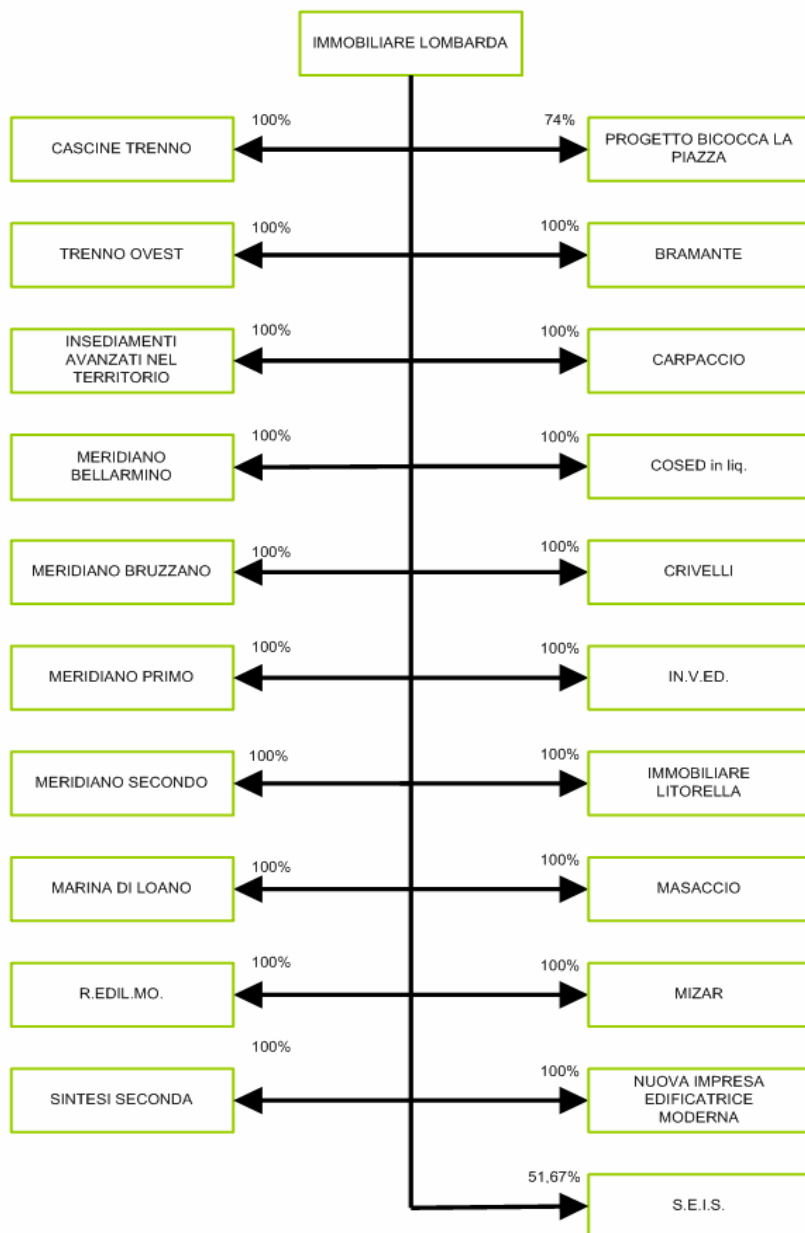 IMMOBILIARE LOMBARDA
100%
74%
CASCINE TRENNO
PROGETTO BICOCCA LA
PIAZZA
100%
100%
TRENNO OVEST
BRAMANTE
100%
100%
INSEDIAMENTI
AVANZATI NEL
TERRITORIO
CARPACCIO
100%
100%
MERIDIANO
BELLARMINO
COSED in liq.
100%
100%
MERIDIANO BRUZZANO
CRIVELLI
100%
100%
MERIDIANO PRIMO
IN.V.ED.
100%
100%
MERIDIANO SECONDO
IMMOBILIARE
LITORELLA
100%
100%
MARINA DI LOANO
MASACCIO
100%
100%
R.EDIL.MO.
MIZAR
100%
100%
SINTESI SECONDA
NUOVA IMPRESA
EDIFICATRICE
MODERNA
51,67%
S.E.I.S.